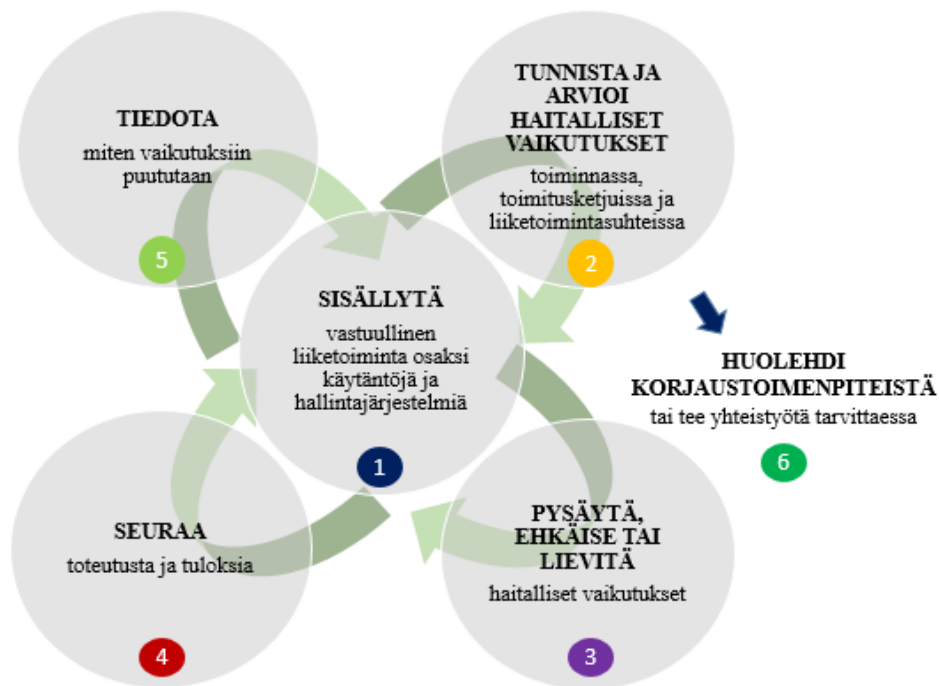 SISÄLLYTÄ
vastuullinen
liiketoiminta osaksi
käytäntöjä ja
hallintajärjestelmiä
1
TUNNISTA JA
ARVIOI
HAITALLISET
VAIKUTUKSET
toiminnassa,
toimitusketjuissa ja
liiketoimintasuhteissa
2
PYSÄYTÄ,
EHKÄISE TAI
LIEVITÄ
haitalliset vaikutukset
3
SEURAA
toteutusta ja tuloksia
4
TIEDOTA
miten vaikutuksiin
puututaan
5
HUOLEHDI
KORJAUSTOIMENPITEISTÄ
tai tee yhteistyötä tarvittaessa
6